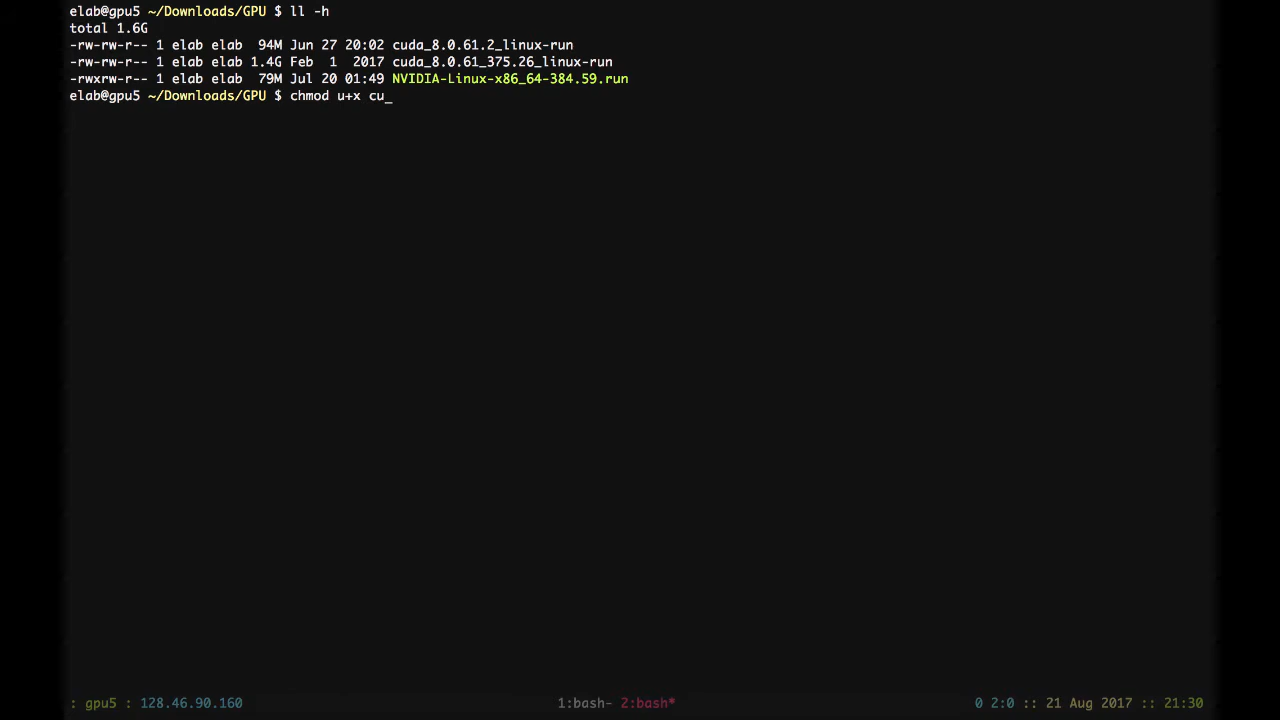 elab@gpu5 ~/Downloads/GPU $ ll -h
total 1.6G
-rw-rw-r-- 1 elab elab  94M Jun 27 20:02 cuda_8.0.61.2_linux-run
-rw-rw-r-- 1 elab elab 1.4G Feb  1  2017 cuda_8.0.61_375.26_linux-run
-rwxrw-r-- 1 elab elab  79M Jul 20 01:49 NVIDIA-Linux-x86_64-384.59.run
elab@gpu5 ~/Downloads/GPU $ chmod u+x cu_
: gpu5 : 128.46.90.160 1:bash- 2:bash* 0 2:0 :: 21 Aug 2017 :: 21:30